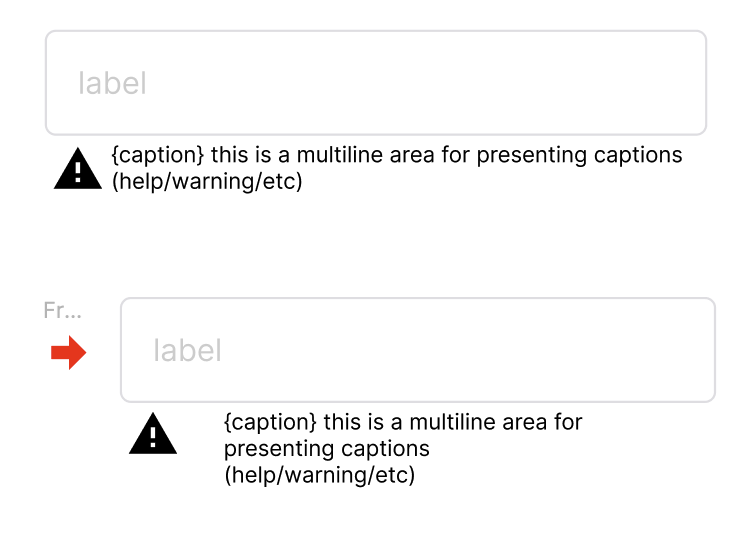 label
{caption} this is a multiline area for presenting captions
(help/warning/etc)
Fr...
label
{caption} this is a multiline area for
presenting captions
(help/warning/etc)